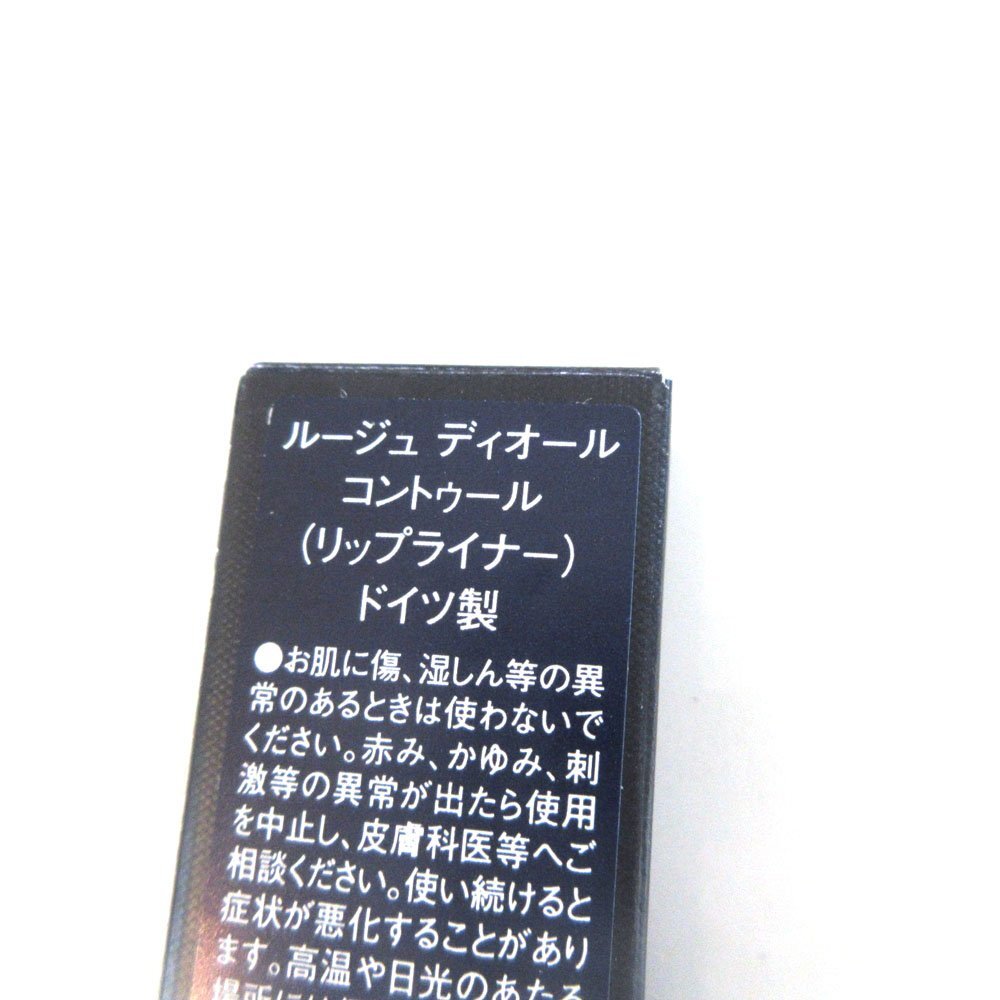 ルージュ ディオール
コントゥール
(リップライナー)
ドイツ製
●お肌に傷、湿しん等の異
常のあるときは使わないで
ください。赤み、かゆみ、刺
激等の異常が出たら使用
を中止し、皮膚科医等へご
相談ください。使い続けると
症状が悪化することがあり
ます。高温や日光のあたる
場所に